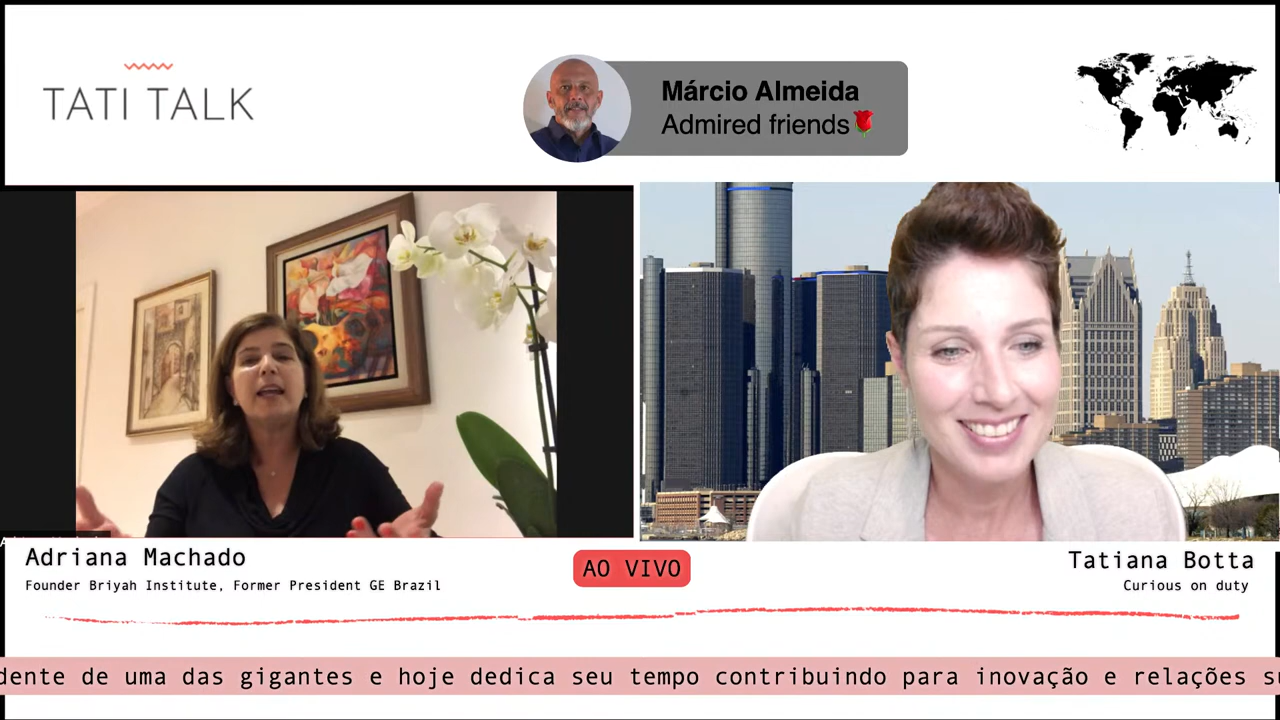 TATI TALK
Márcio Almeida
Admired friends🌹
Adriana Machado
Founder Briyah Institute, Former President GE Brazil
AO VIVO
Tatiana Botta
Curious on duty
dente de uma das gigantes e hoje dedica seu tempo contribuindo para inovação e relações su